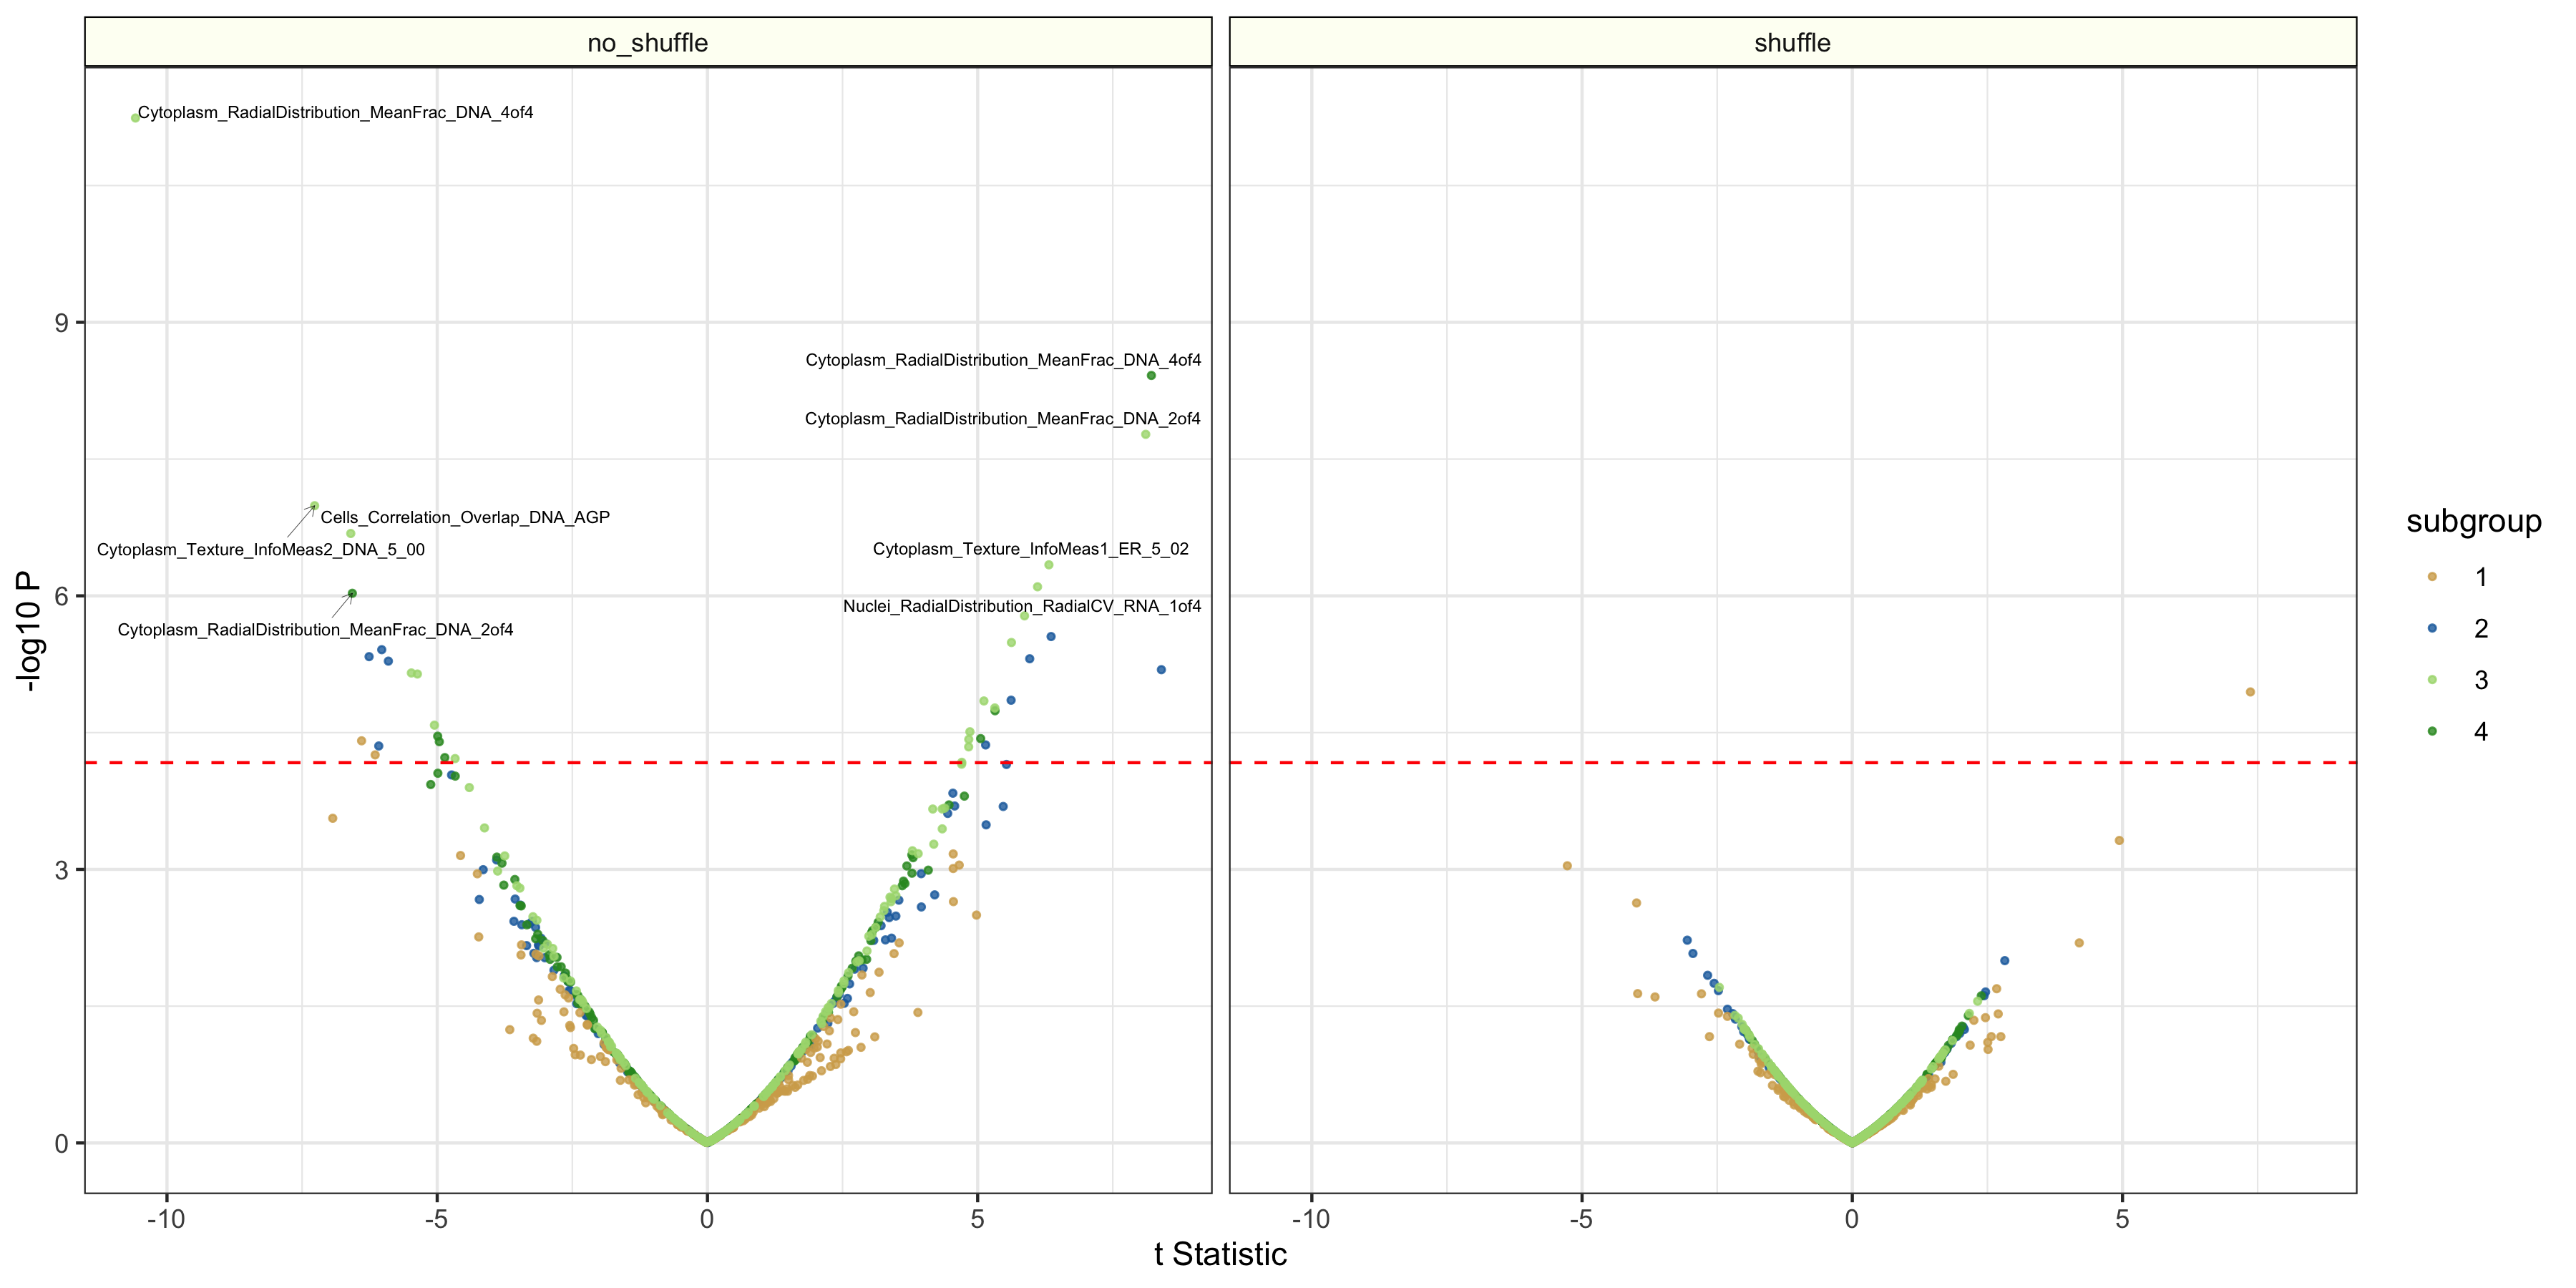 no_shuffle
shuffle
Cytoplasm_RadialDistribution_MeanFrac_DNA_4of4
Cytoplasm_RadialDistribution_MeanFrac_DNA_4of4
Cytoplasm_RadialDistribution_MeanFrac_DNA_2of4
Cells_Correlation_Overlap_DNA_AGP
Cytoplasm_Texture_InfoMeas2_DNA_5_00
Cytoplasm_Texture_InfoMeas1_ER_5_02
Nuclei_RadialDistribution_RadialCV_RNA_1of4
Cytoplasm_RadialDistribution_MeanFrac_DNA_2of4
9
6
3
0
-log10 P
-10
-5
0
5
-10
-5
0
5
t Statistic
subgroup
1
2
3
4